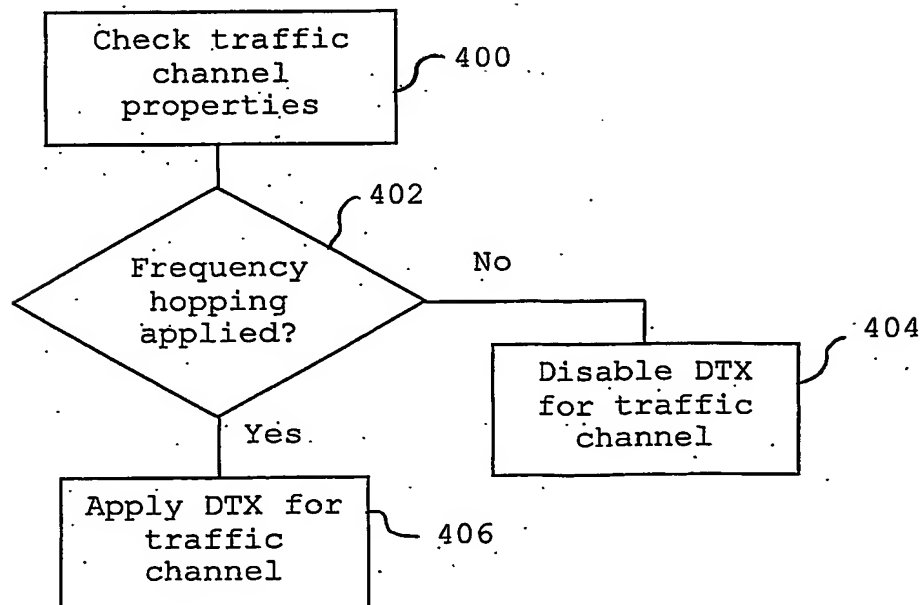 Check traffic
channel
properties
400
402
Frequency
hopping
applied?
No
404
Disable DTX
for traffic
channel
Yes
Apply DTX for
traffic
channel
406